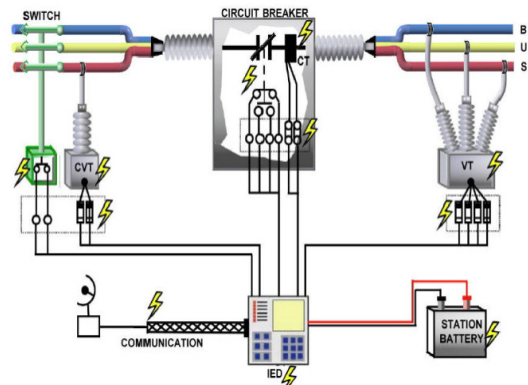 SWITCH
CIRCUIT BREAKER
B
U
S
CT
CVT
VT
COMMUNICATION
IED
STATION
BATTERY